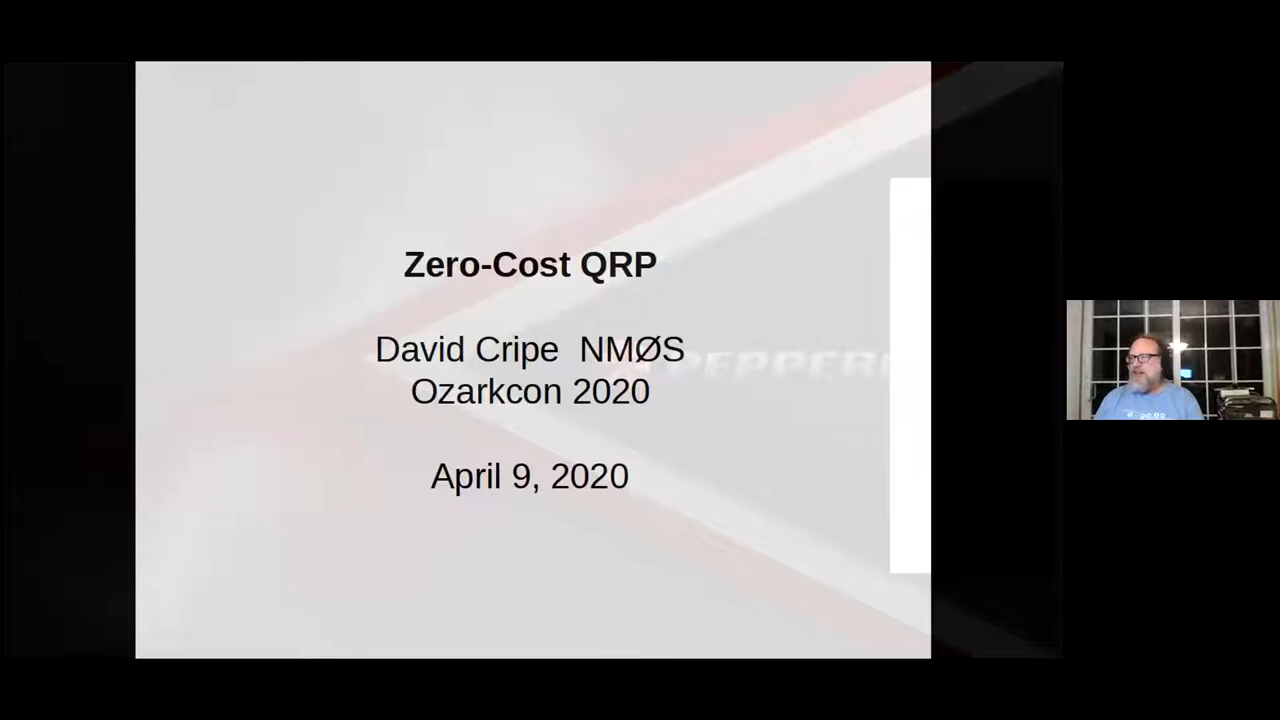 Zero-Cost QRP
David Cripe NMØS
Ozarkcon 2020
April 9, 2020